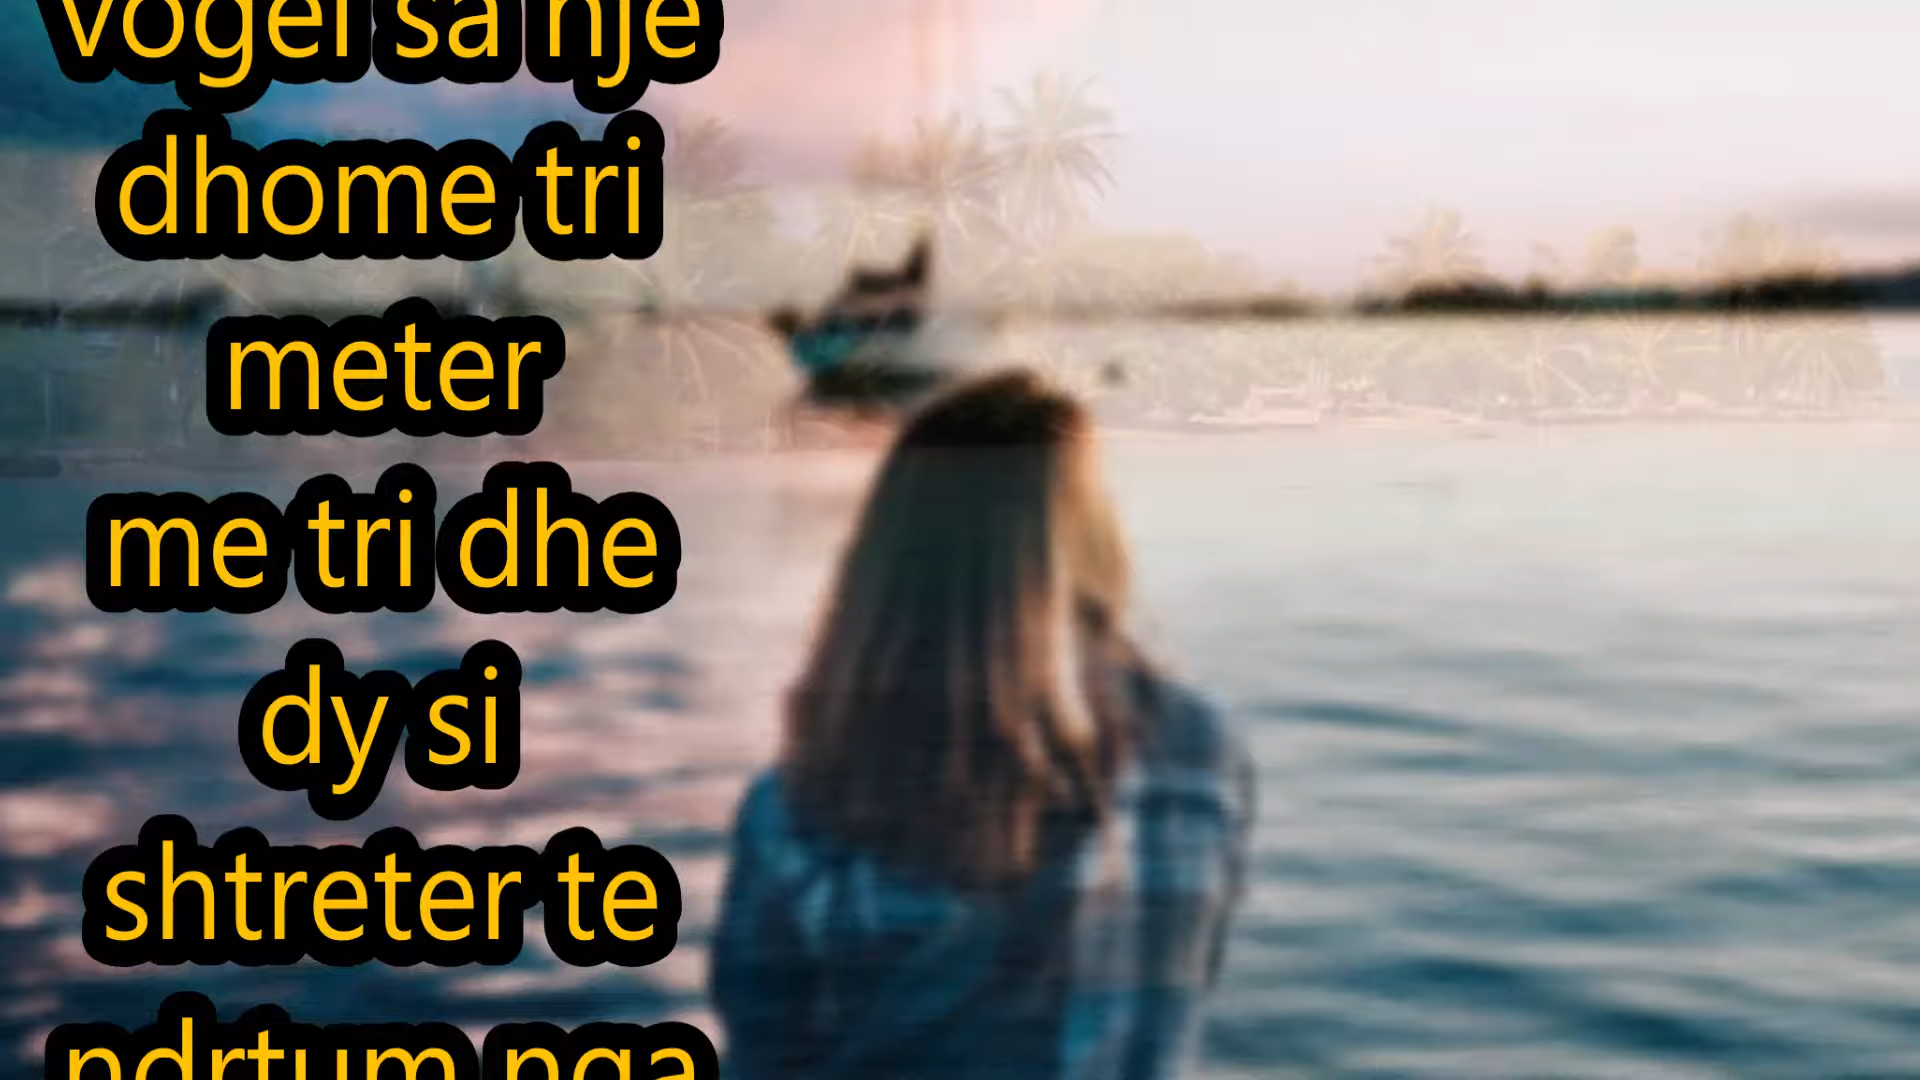 vogel sa nje
dhome tri
meter
me tri dhe
dy si
shtreter te
ndrtum nga